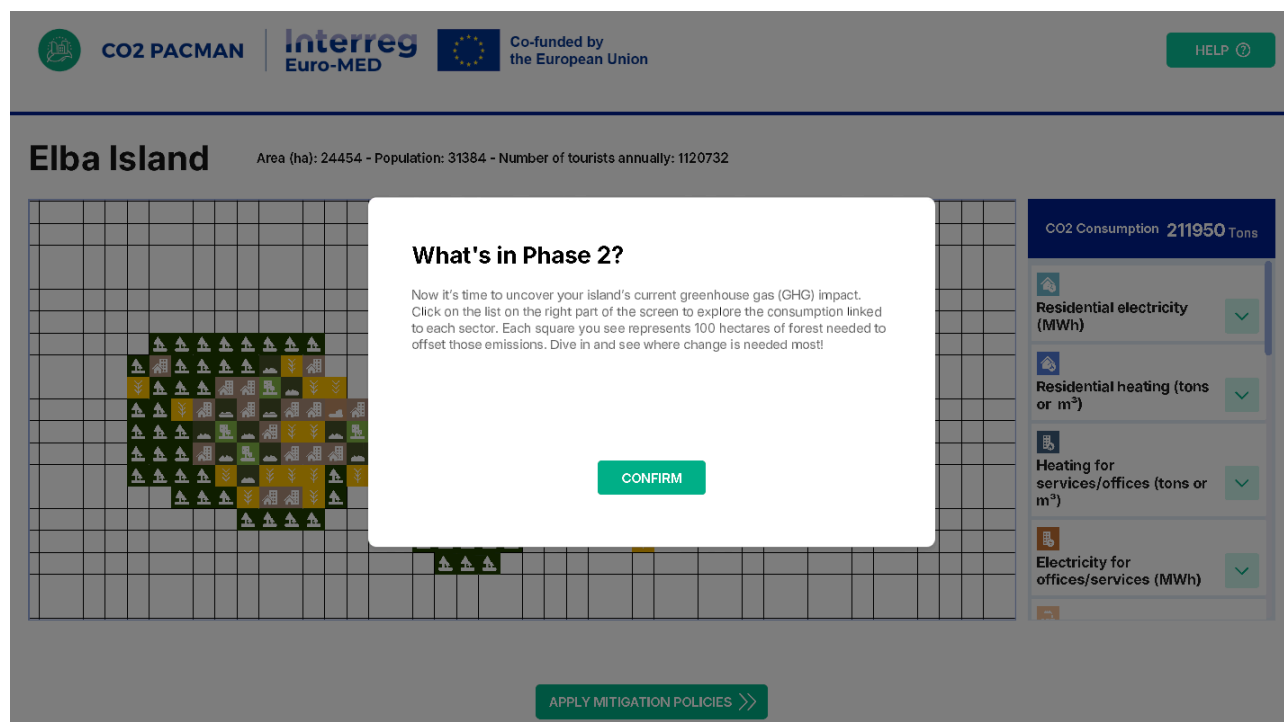 CO2 PACMAN
Interreg
Euro-MED
Co-funded by
the European Union
HELP ?
Elba Island
Area (ha): 24454 - Population: 31384 - Number of tourists annually: 1120732
What's in Phase 2?
Now it's time to uncover your island's current greenhouse gas (GHG) impact.
Click on the list on the right part of the screen to explore the consumption linked
to each sector. Each square you see represents 100 hectares of forest needed to
offset those emissions. Dive in and see where change is needed most!
CONFIRM
CO2 Consumption 211950 Tons
Residential electricity
(MWh)
Residential heating (tons
or m³)
Heating for
services/offices (tons or
m³)
Electricity for
offices/services (MWh)
APPLY MITIGATION POLICIES